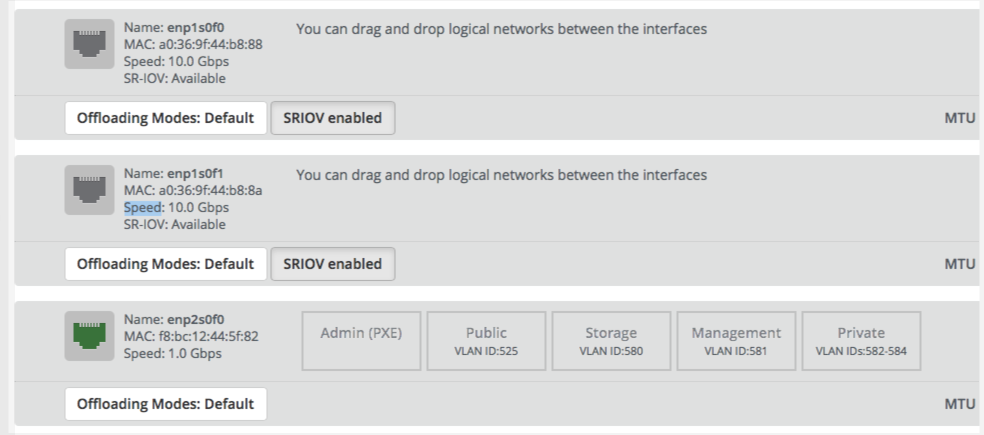 Name: enp1s0f0
You can drag and drop logical networks between the interfaces
MAC: a0:36:9f:44:b8:88
Speed: 10.0 Gbps
SR-IOV: Available
Offloading Modes: Default
SRIOV enabled
MTU
Name: enp1s0f1
You can drag and drop logical networks between the interfaces
MAC: a0:36:9f:44:b8:8a
Speed: 10.0 Gbps
SR-IOV: Available
Offloading Modes: Default
SRIOV enabled
MTU
Name: enp2s0f0
MAC: f8:bc:12:44:5f:82
Speed: 1.0 Gbps
Admin (PXE)
Public
VLAN ID:525
Storage
VLAN ID:580
Management
VLAN ID:581
Private
VLAN IDs:582-584
Offloading Modes: Default
MTU